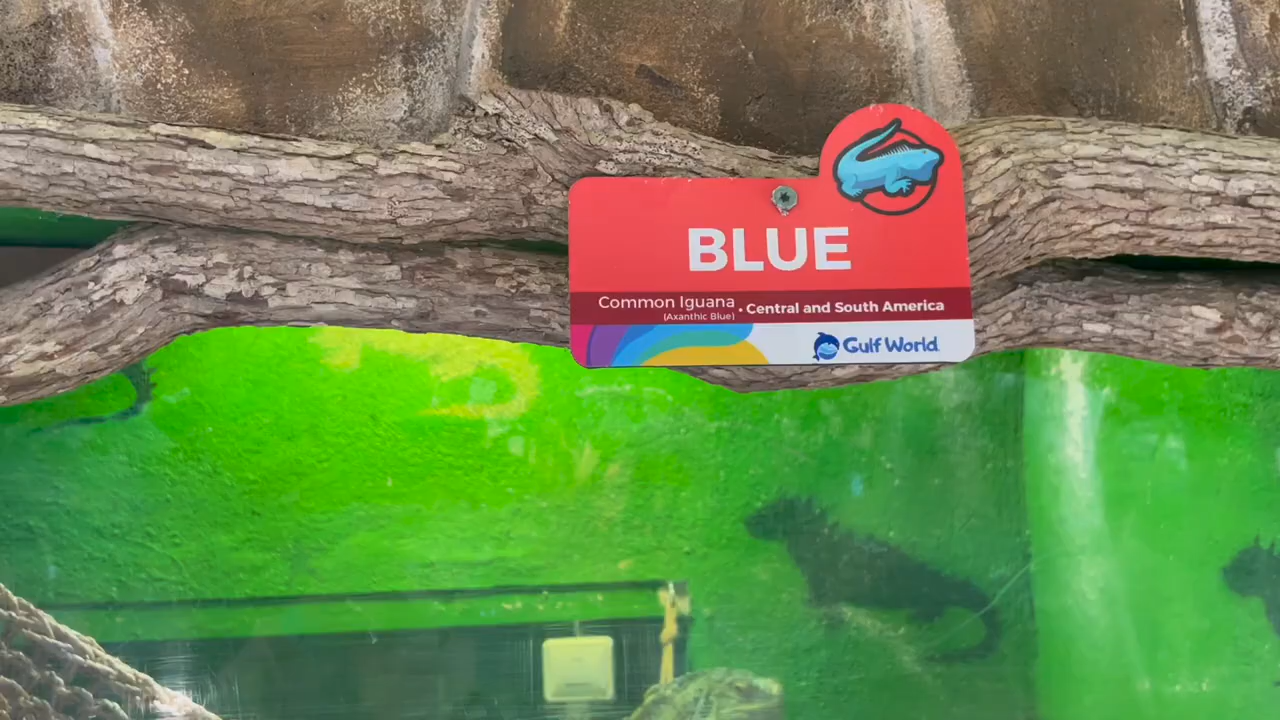 BLUE
Common Iguana • Central and South America
(Axanthic Blue)
Gulf World